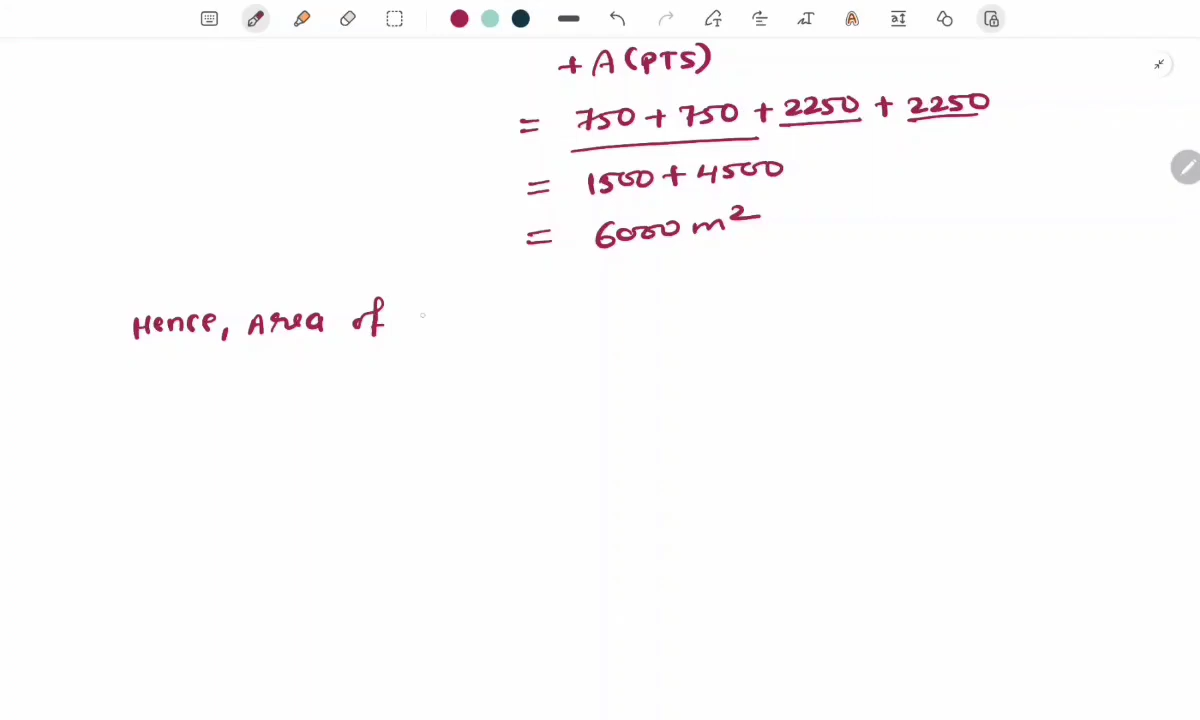 + A (PTS)
= 750 + 750 + 2250 + 2250
= 1500 + 4500
= 6000 m²
Hence, Area of